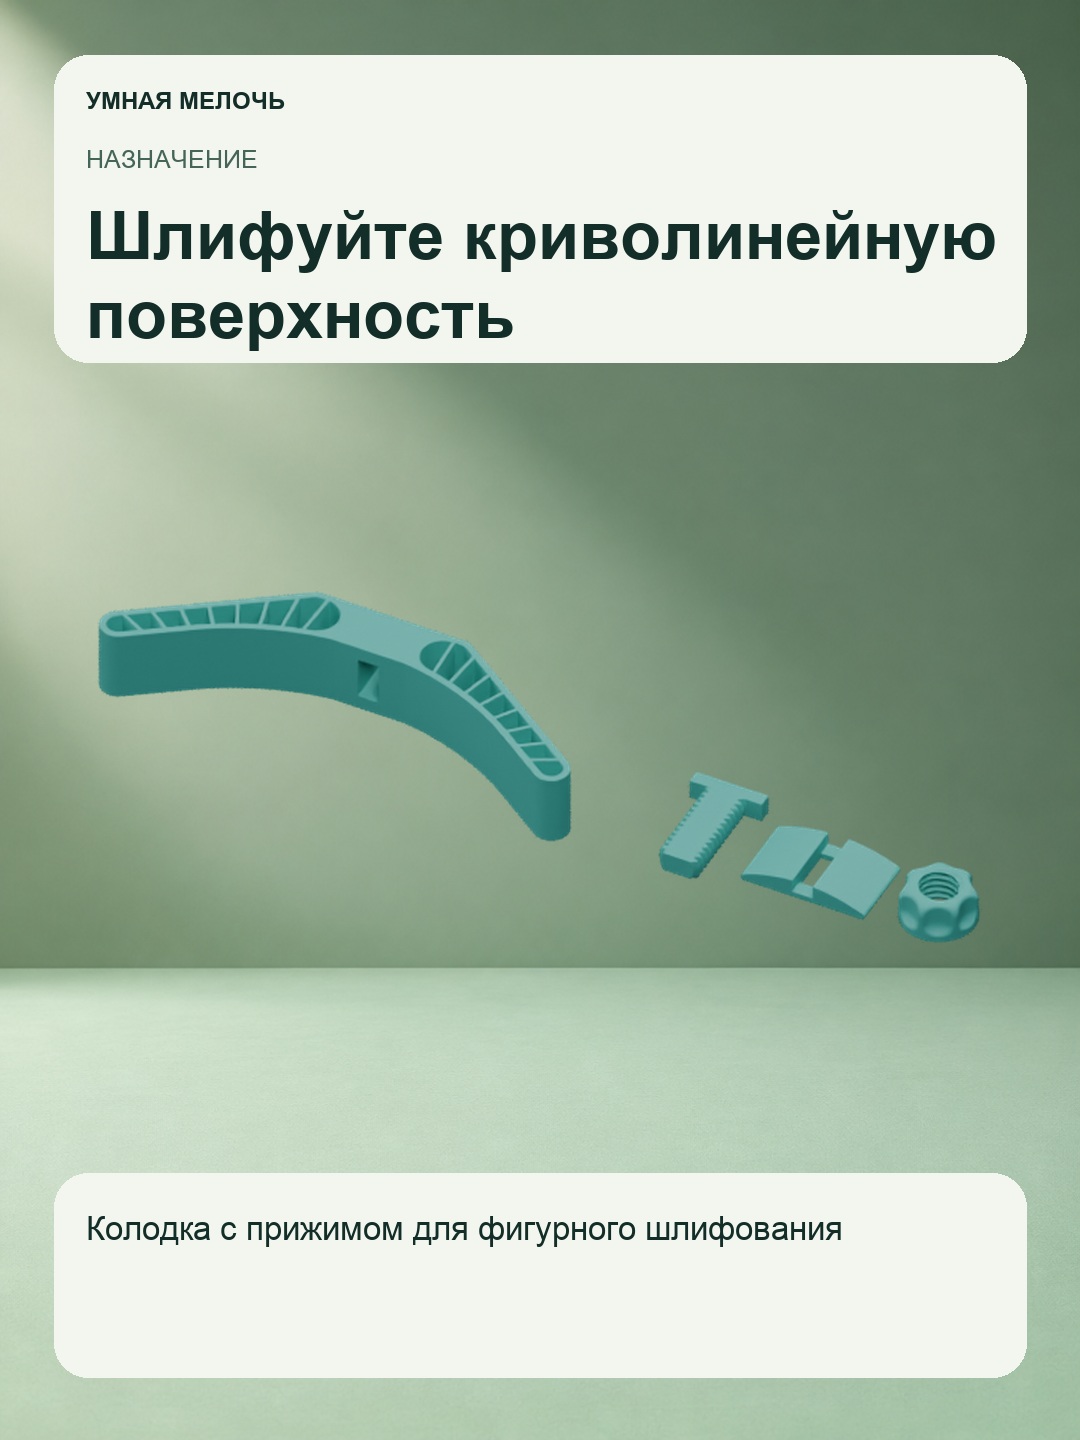 УМНАЯ МЕЛОЧЬ
НАЗНАЧЕНИЕ
Шлифуйте криволинейную
поверхность
Колодка с прижимом для фигурного шлифования